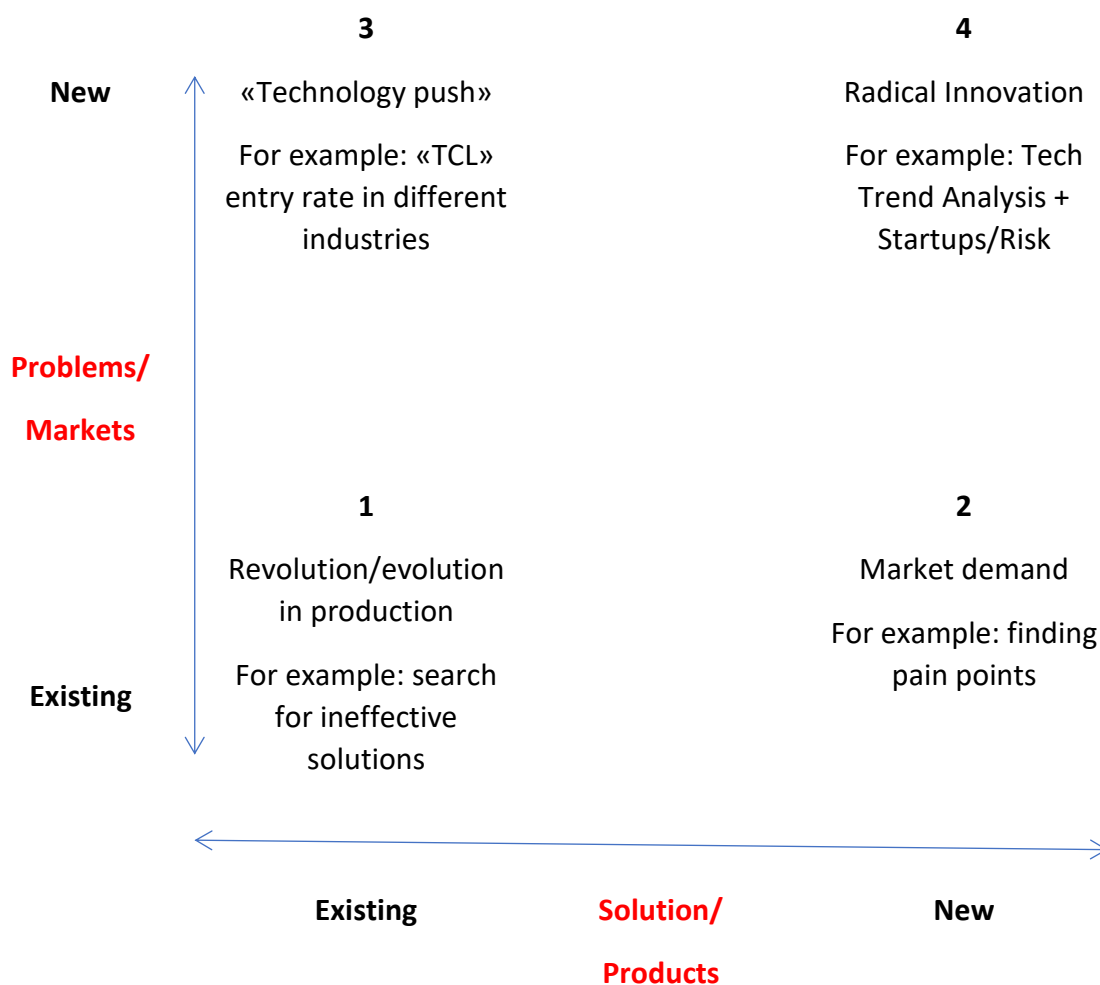 3
4
New
«Technology push»
Radical Innovation
For example: «TCL»
entry rate in different
industries
For example: Tech
Trend Analysis +
Startups/Risk
Problems/
Markets
1
2
Revolution/evolution
in production
Market demand
For example: search
for ineffective
solutions
For example: finding
pain points
Existing
Existing
Solution/
Products
New